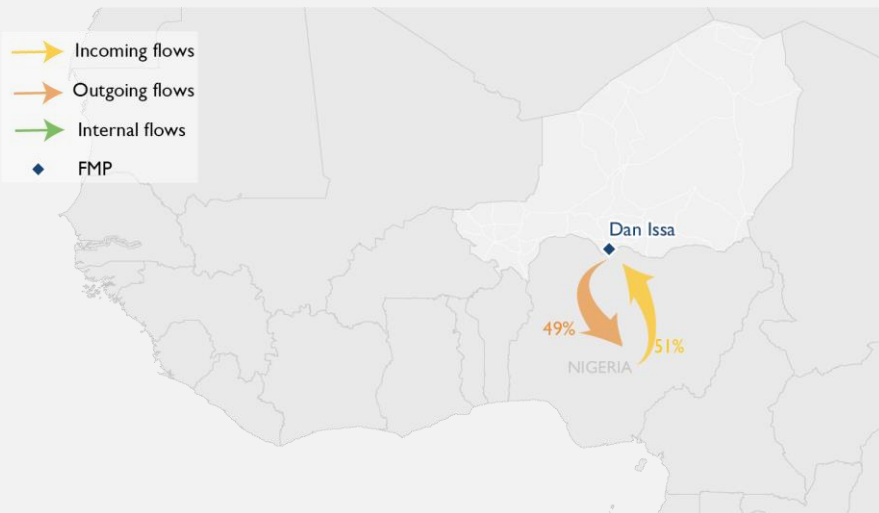 Incoming flows
Outgoing flows
Internal flows
FMP
Dan Issa
49%
51%
NIGERIA